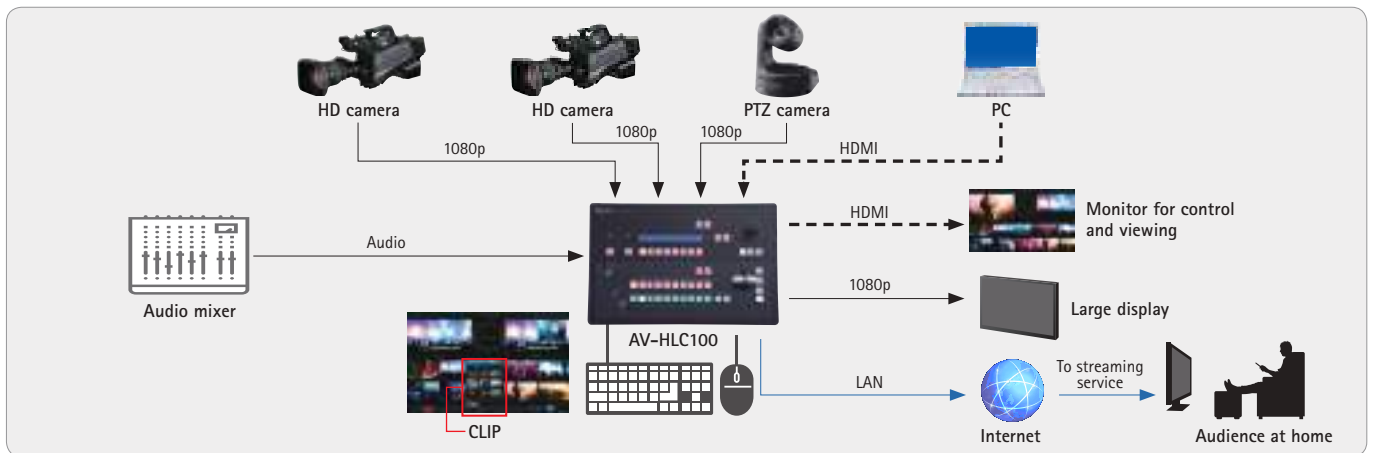 HD camera
HD camera
PTZ camera
PC
1080p
1080p
1080p
HDMI
HDMI
Monitor for control
and viewing
Audio
1080p
Audio mixer
Large display
AV-HLC100
LAN
To streaming
service
CLIP
Internet
Audience at home